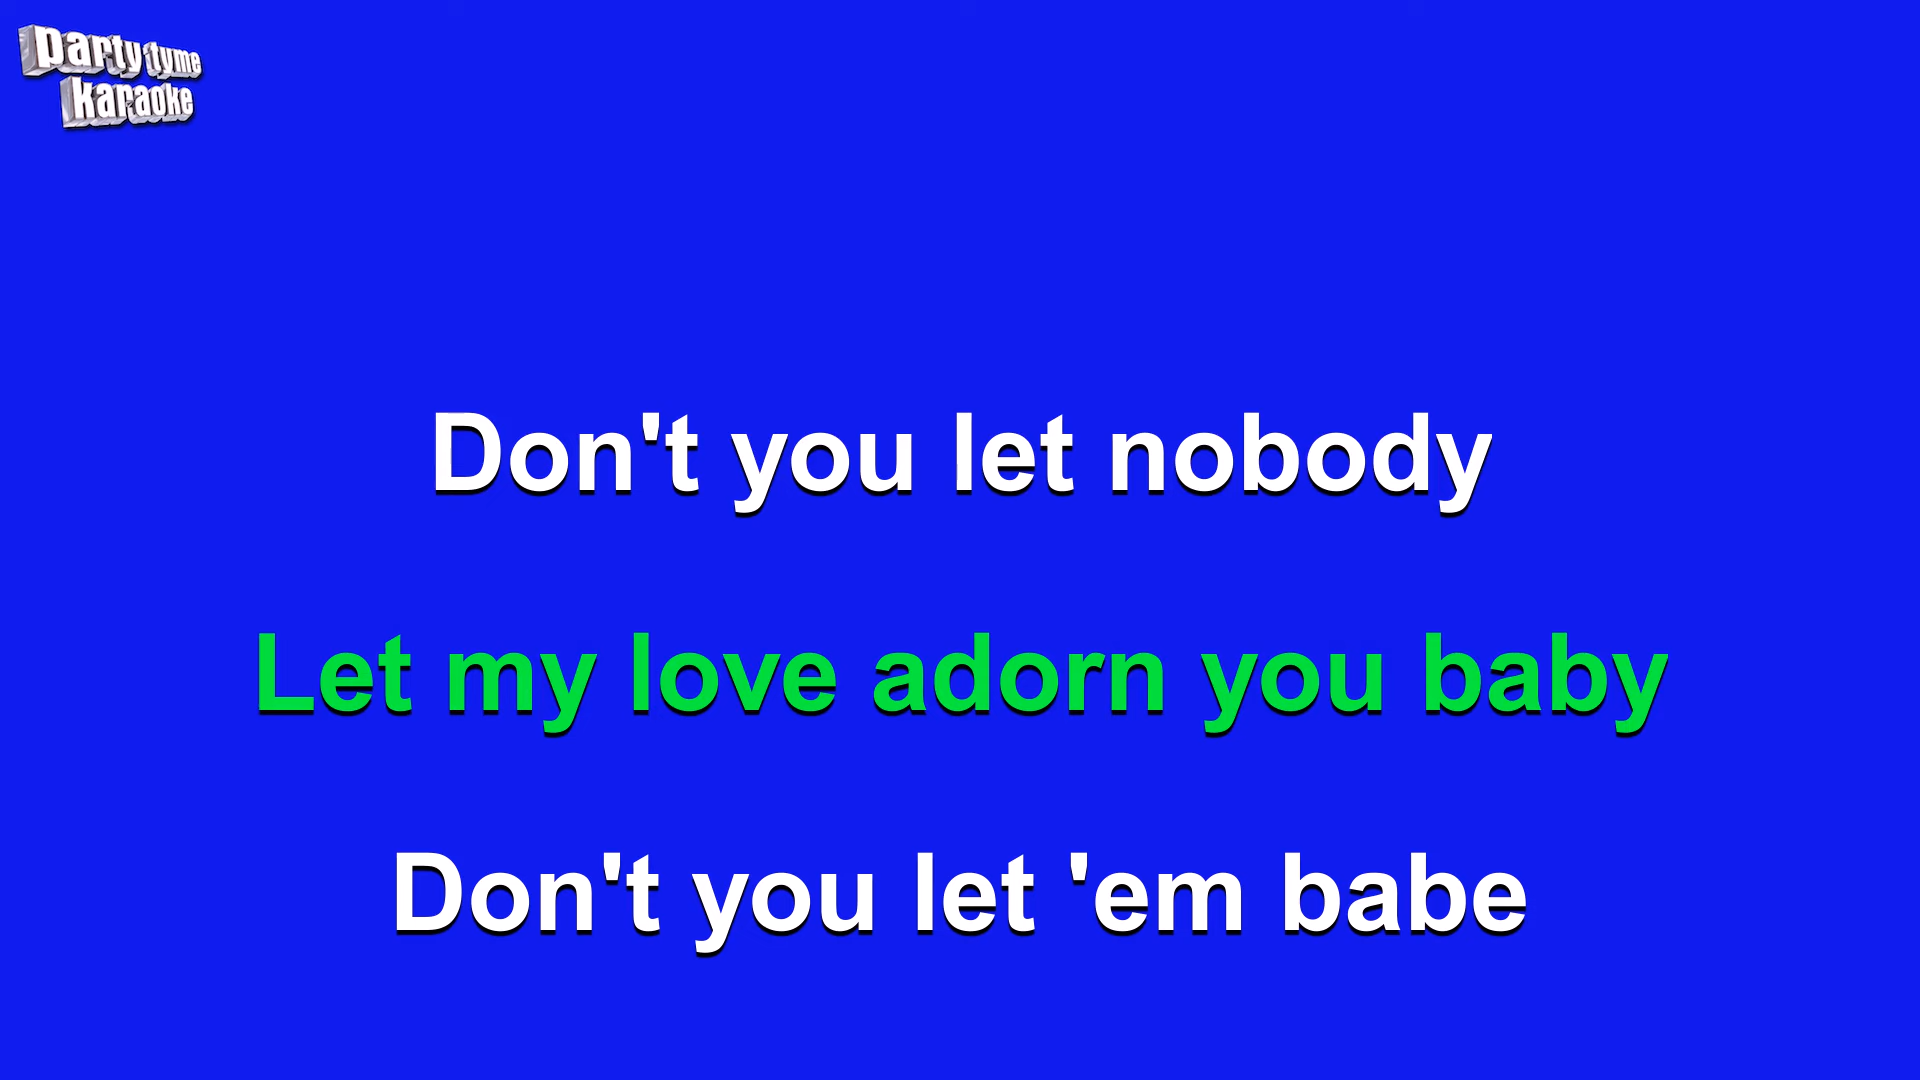 party tyme
karaoke
Don't you let nobody
Let my love adorn you baby
Don't you let 'em babe